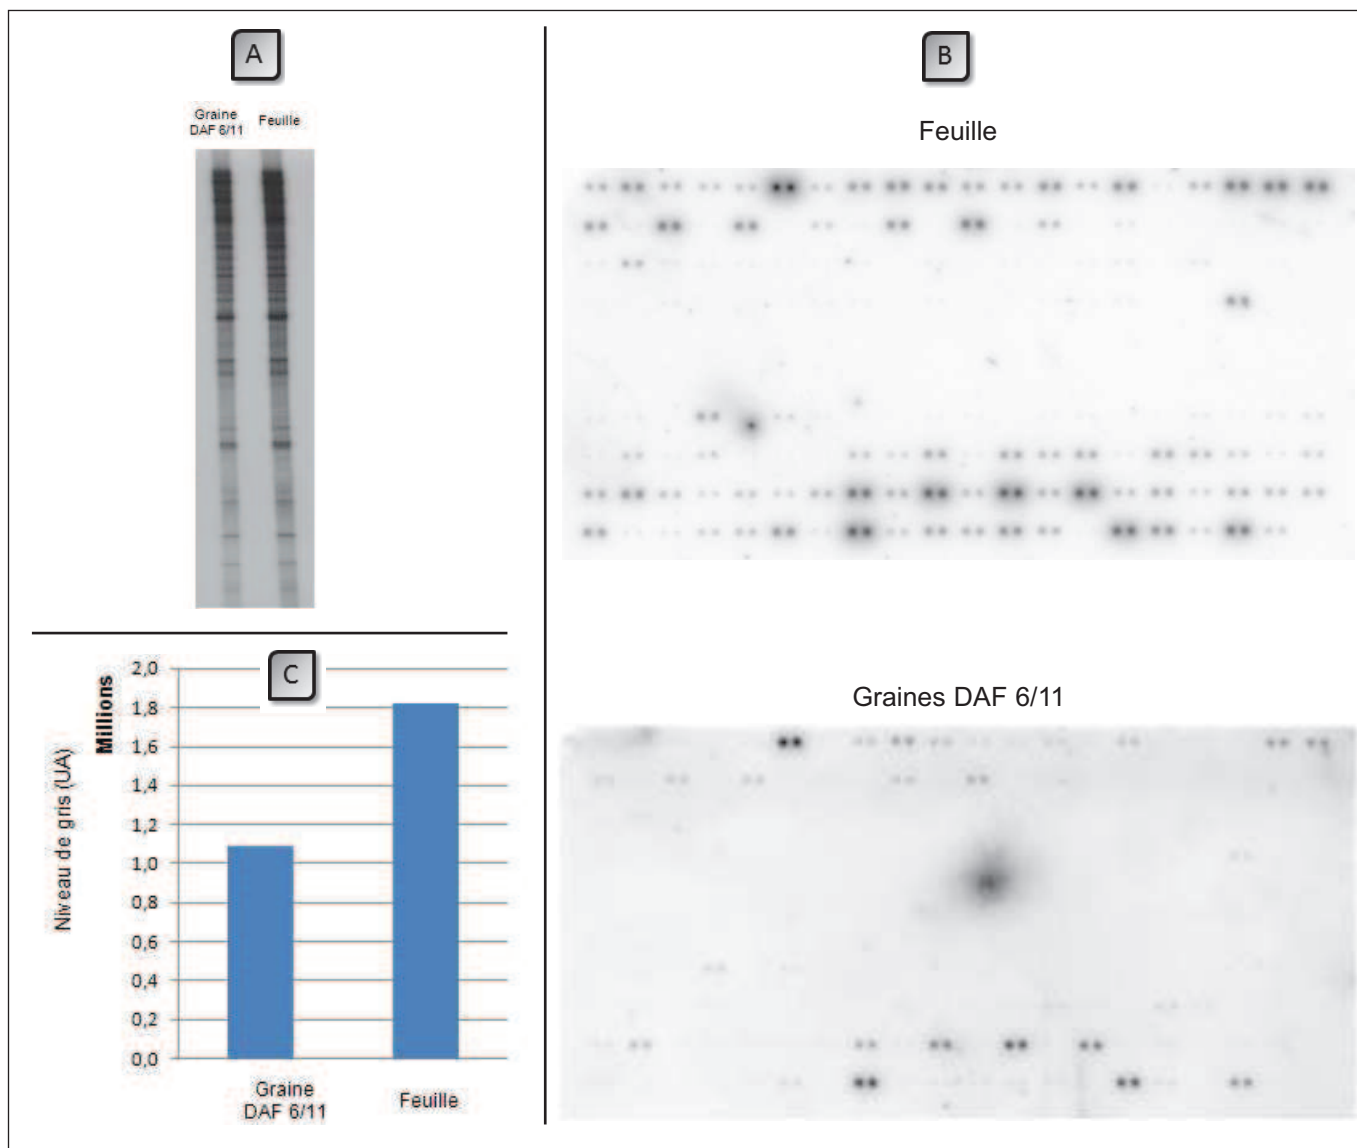 A
Graine
DAF 6/11
Feuille
B
Feuille
Graines DAF 6/11
C
Niveau de gris (UA)
Millions
2,0
1,8
1,6
1,4
1,2
1,0
0,8
0,6
0,4
0,2
0,0
Graine
DAF 6/11
Feuille